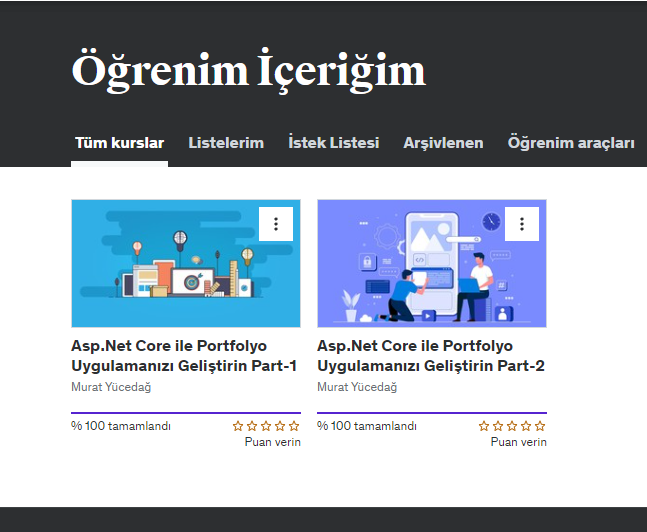 Öğrenim İçeriğim
Tüm kurslar Listelerim İstek Listesi Arşivlenen Öğrenim araçları
Asp.Net Core ile Portfolyo
Uygulamanızı Geliştirin Part-1
Murat Yücedağ
% 100 tamamlandı
Puan verin
Asp.Net Core ile Portfolyo
Uygulamanızı Geliştirin Part-2
Murat Yücedağ
% 100 tamamlandı
Puan verin